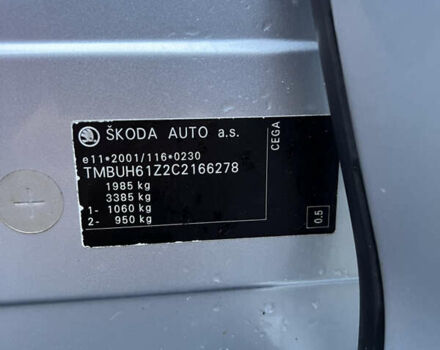 ŠKODA AUTO a.s.
e11*2001/116*0230
TMBUH61Z2C2166278
1985 kg
3385 kg
1- 1060 kg
2- 950 kg
CEGA
0.5